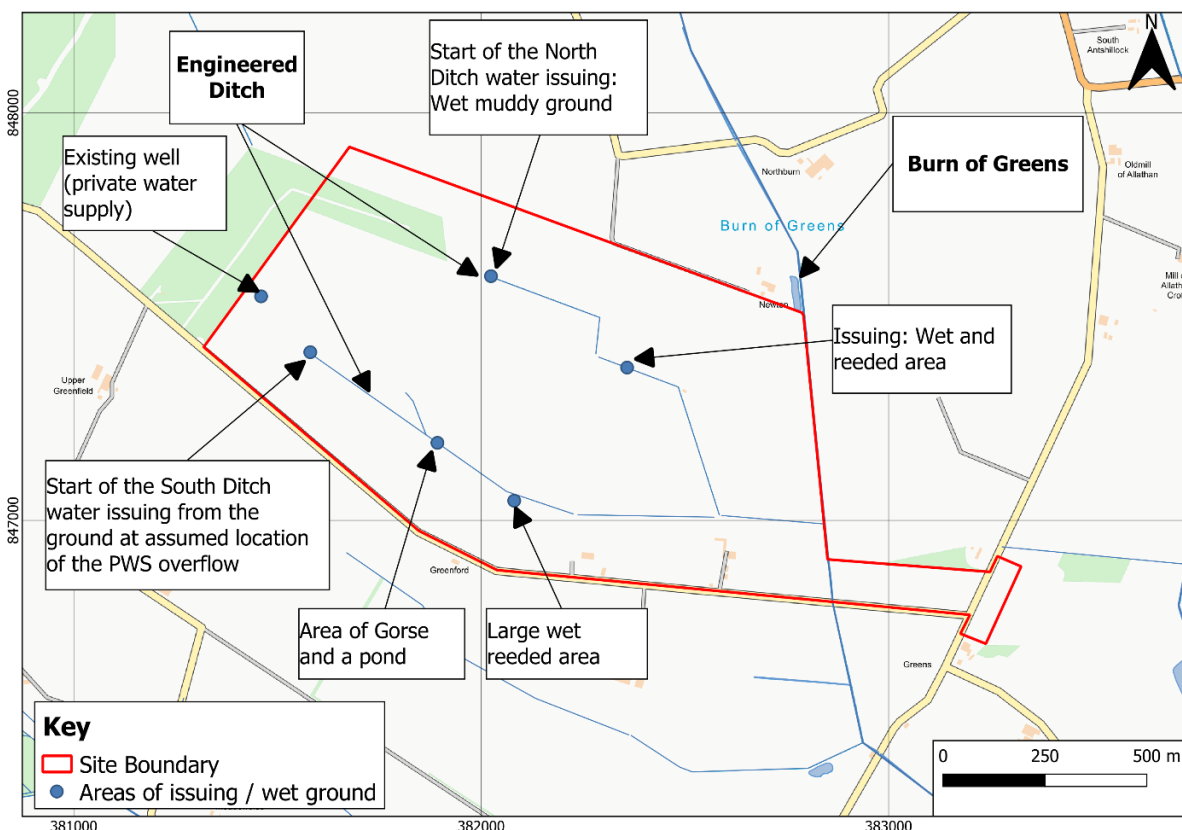 Engineered
Ditch
Start of the North
Ditch water issuing:
Wet muddy ground
N
South
Antshillock
848000
Existing well
(private water
supply)
Burn of Greens
Northburn
Oldmill
of Allathan
Burn of Greens
Mill of
Allatha
Cro
Newton
Issuing: Wet and
reeded area
Upper
Greenfield
Start of the South Ditch
water issuing from the
ground at assumed location
of the PWS overflow
847000
Greenford
Area of Gorse
and a pond
Large wet
reeded area
Greens
Key
Site Boundary
Areas of issuing / wet ground
0 250 500 m
381000 382000 383000